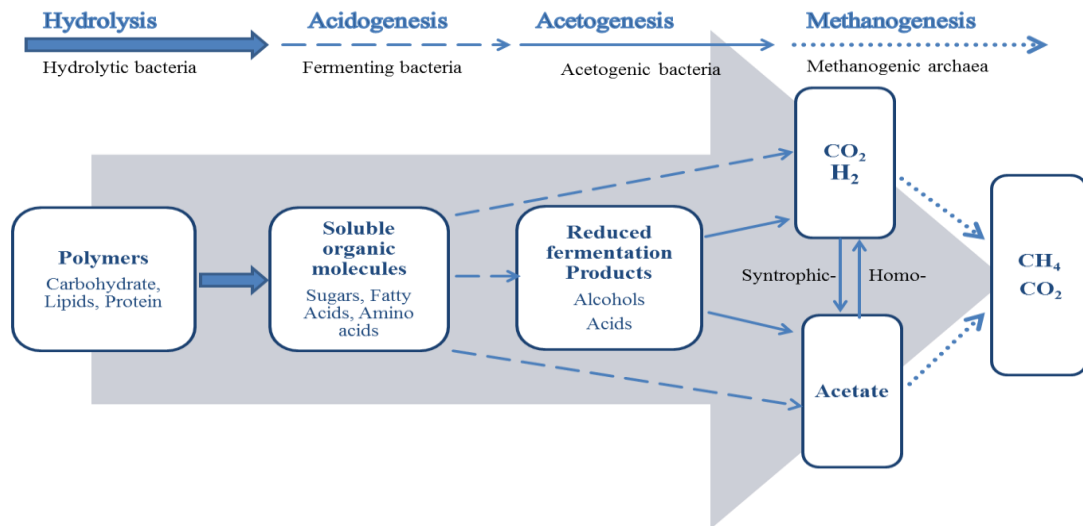 Hydrolysis
Acidogenesis
Acetogenesis
Methanogenesis
Hydrolytic bacteria
Fermenting bacteria
Acetogenic bacteria
Methanogenic archaea
Polymers
Carbohydrate,
Lipids, Protein
Soluble
organic
molecules
Sugars, Fatty
Acids, Amino
acids
Reduced
fermentation
Products
Alcohols
Acids
CO₂
H₂
Syntrophic-
Homo-
Acetate
CH₄
CO₂